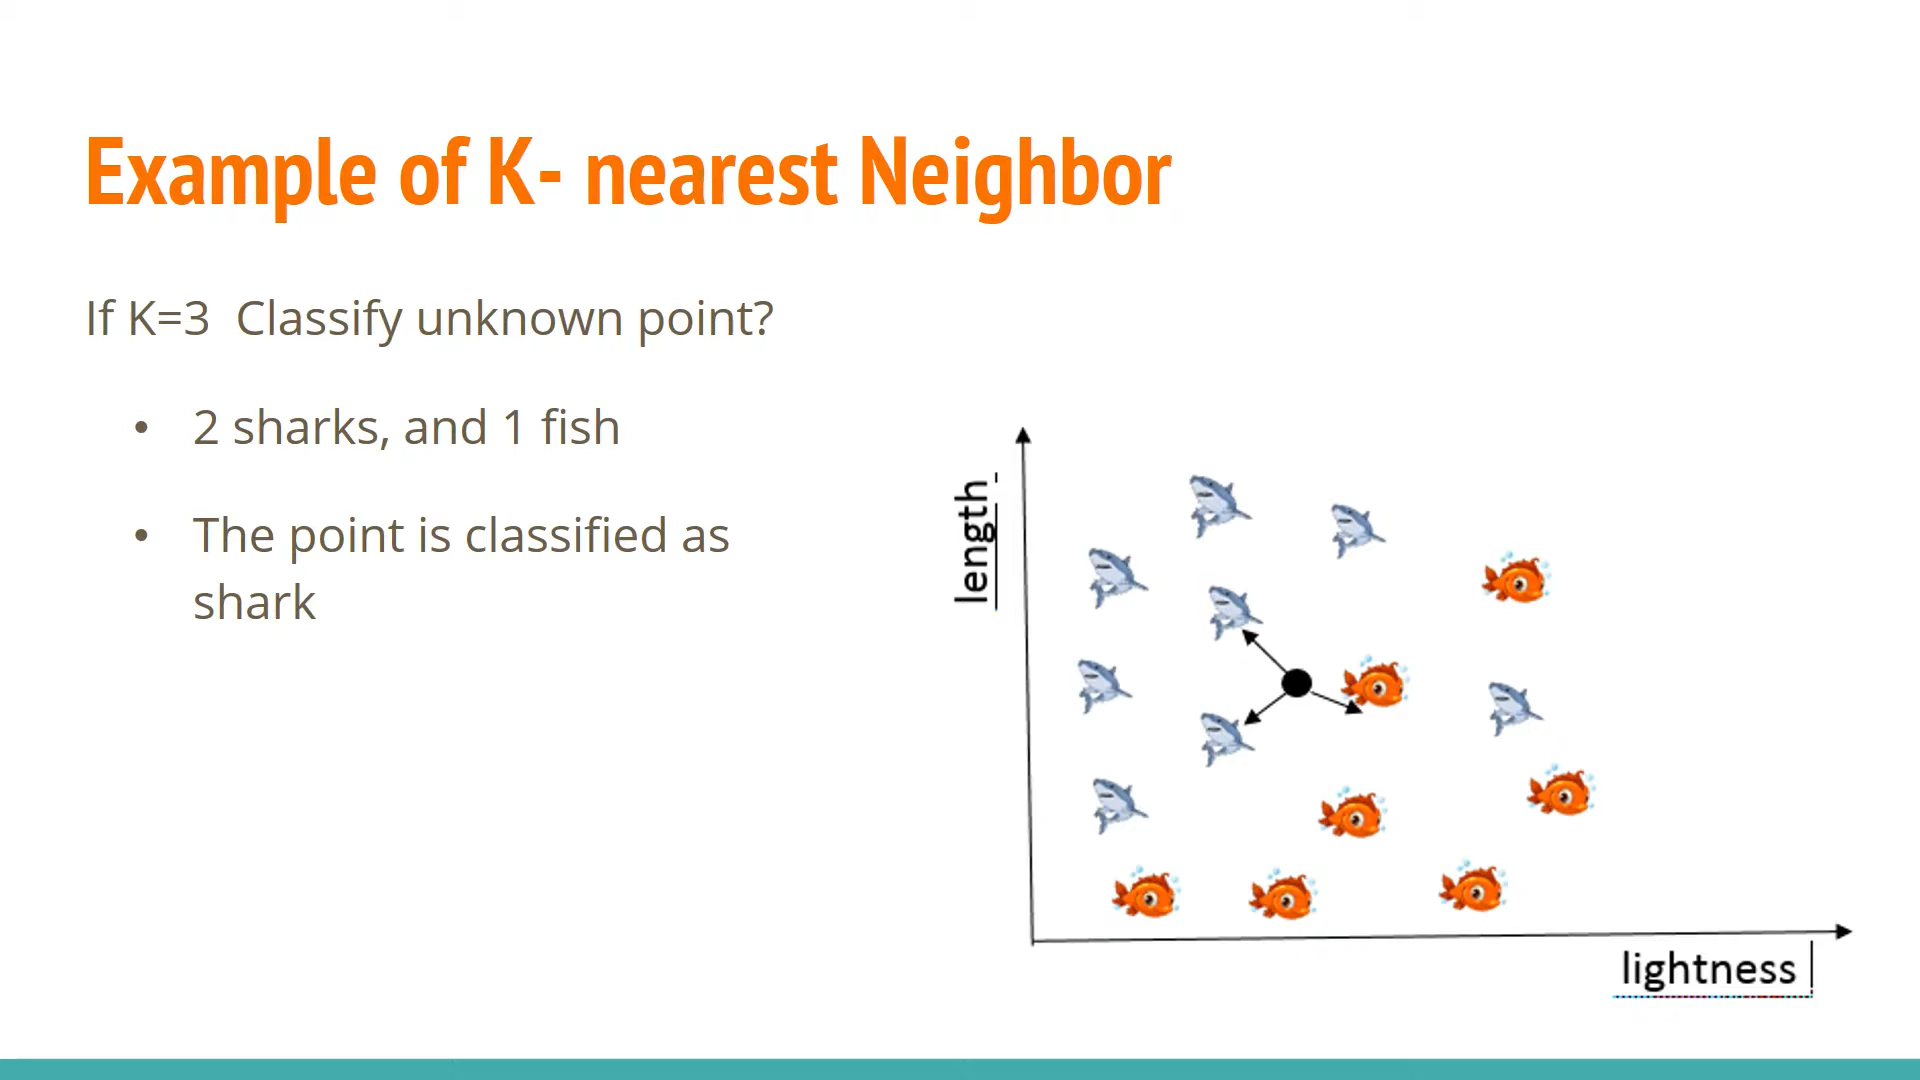 Example of K- nearest Neighbor
If K=3  Classify unknown point?
• 2 sharks, and 1 fish
• The point is classified as
shark
length
lightness